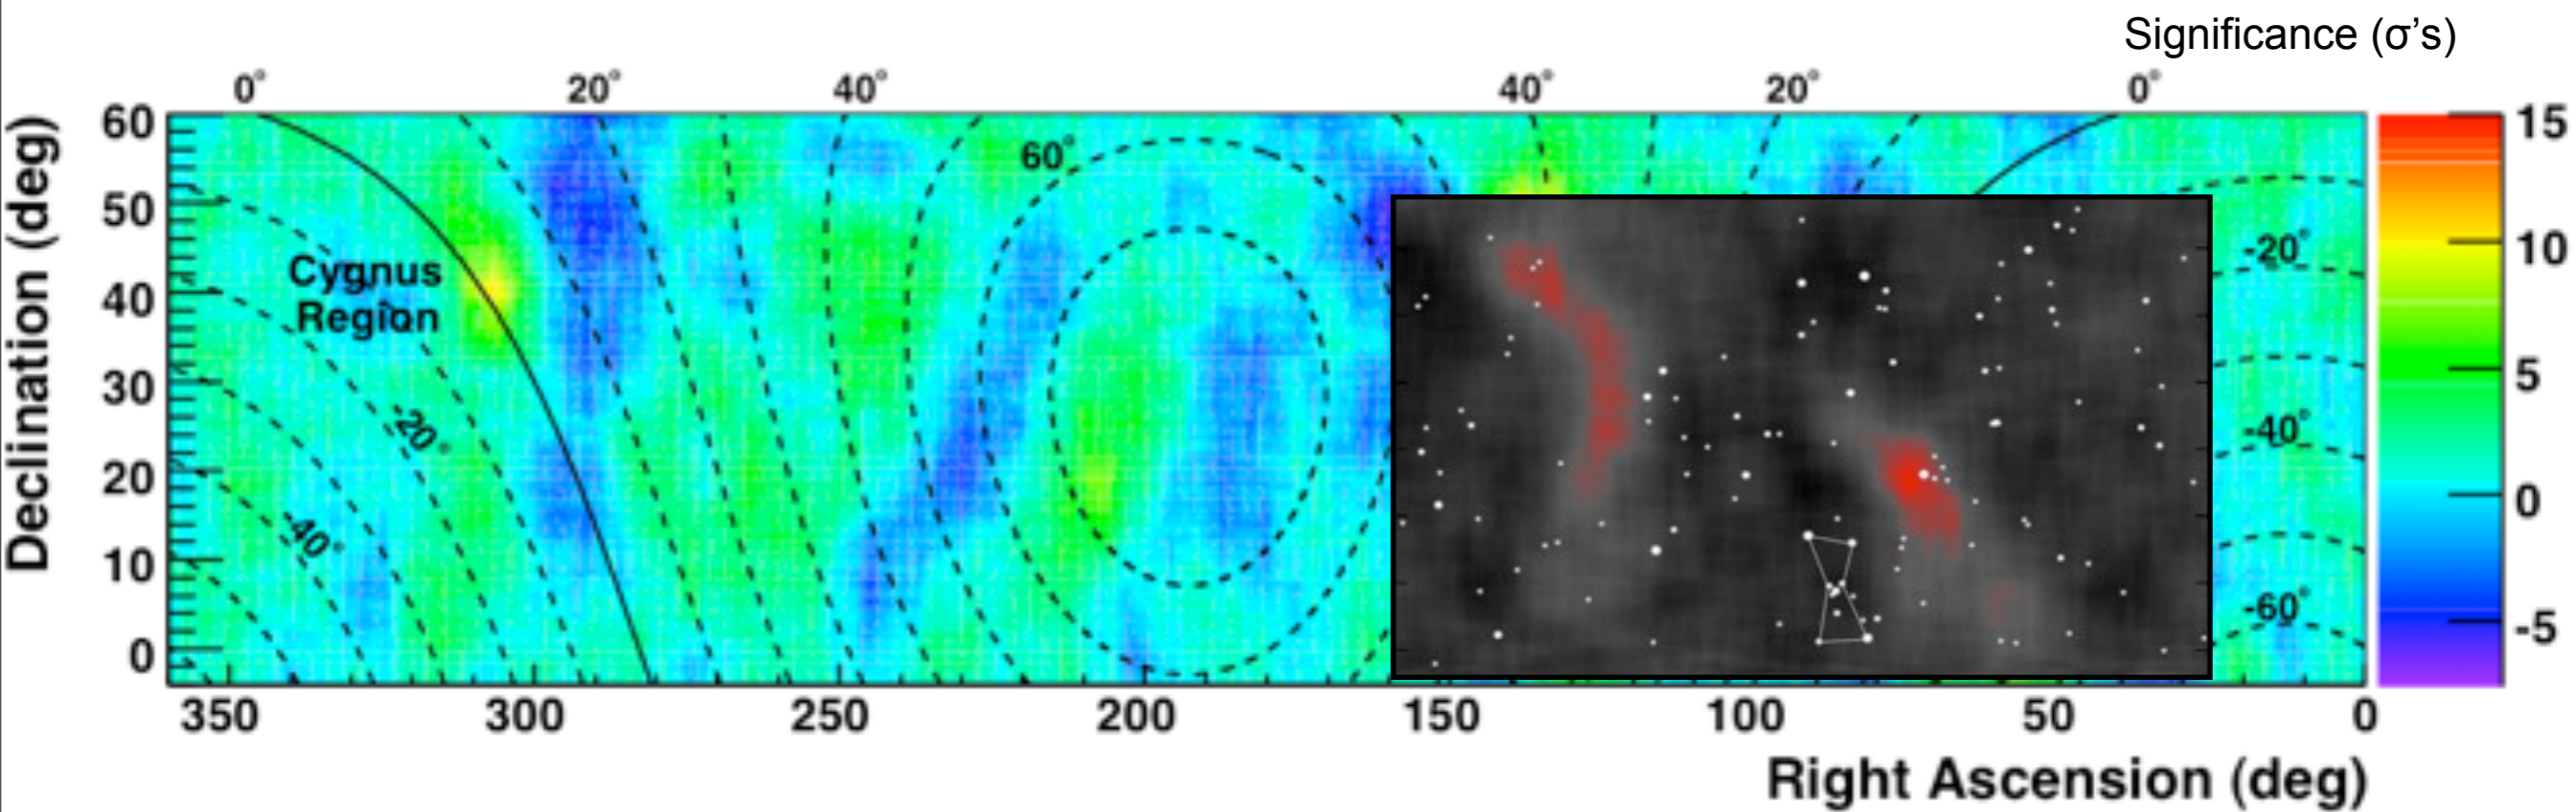 Significance (σ's)
0° 20° 40° 40° 20° 0°
Declination (deg)
60
50
40
30
20
10
0
60°
Cygnus
Region
-20°
-40°
-20°
-40°
-60°
15
10
5
0
-5
350 300 250 200 150 100 50 0
Right Ascension (deg)